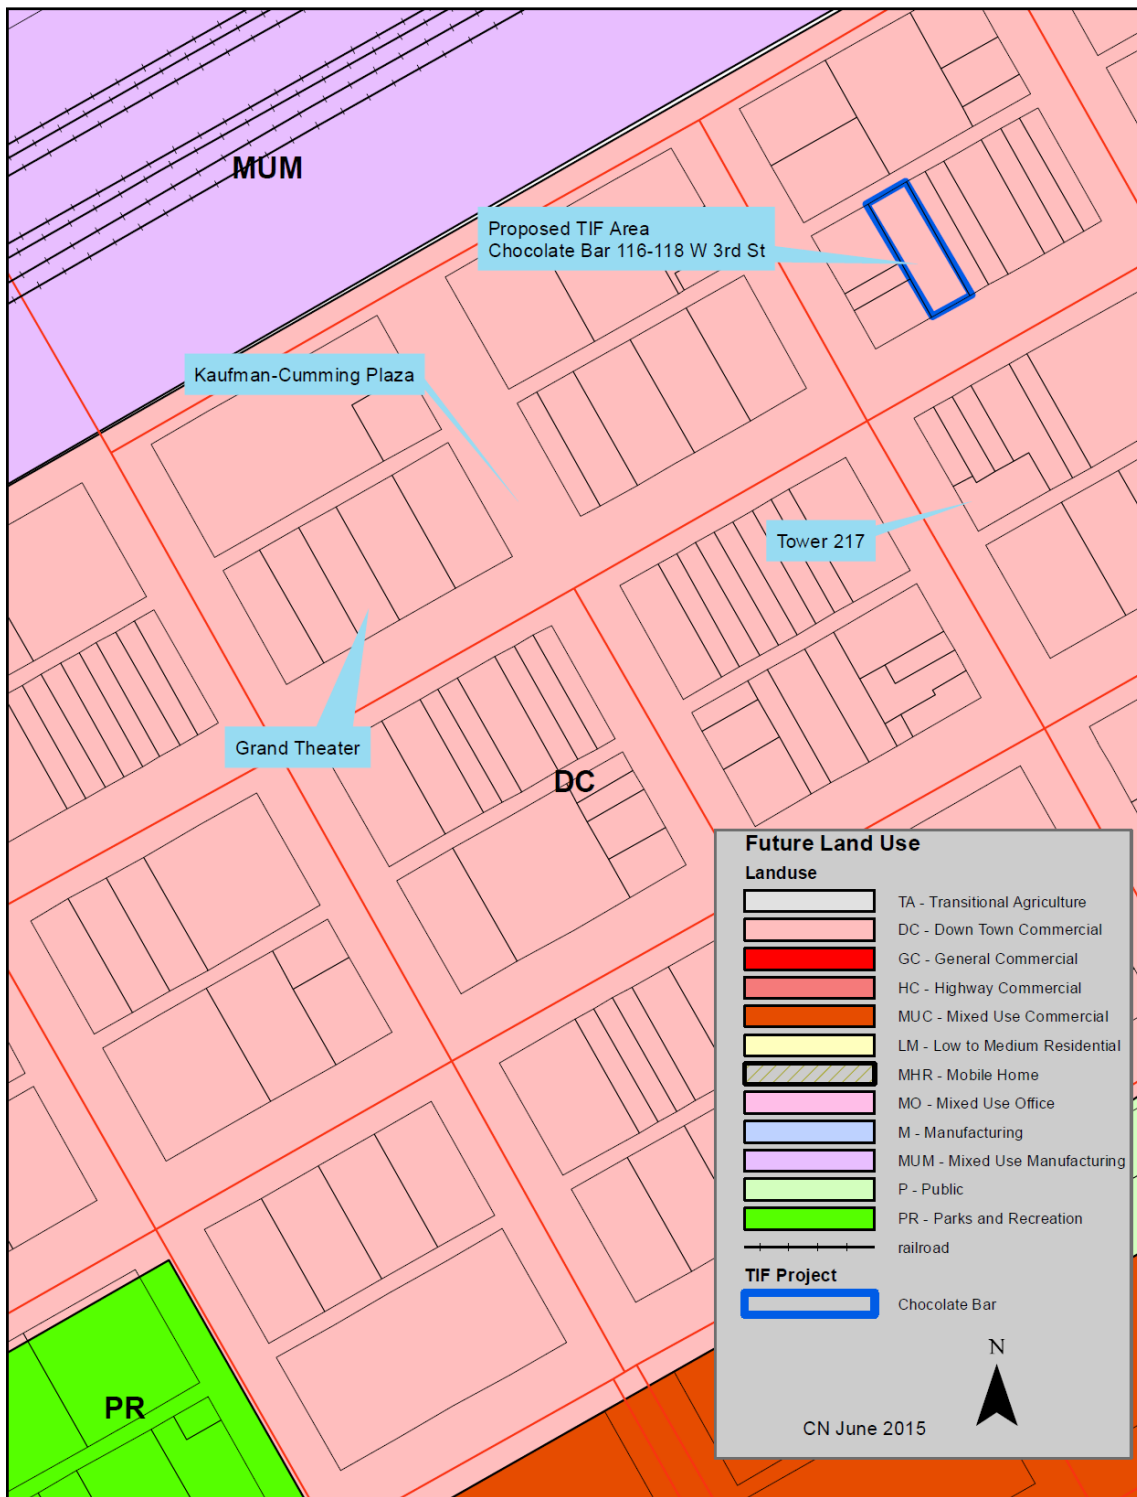 MUM
Proposed TIF Area
Chocolate Bar 116-118 W 3rd St
Kaufman-Cumming Plaza
Tower 217
Grand Theater
DC
PR
Future Land Use
Landuse
TA - Transitional Agriculture
DC - Down Town Commercial
GC - General Commercial
HC - Highway Commercial
MUC - Mixed Use Commercial
LM - Low to Medium Residential
MHR - Mobile Home
MO - Mixed Use Office
M - Manufacturing
MUM - Mixed Use Manufacturing
P - Public
PR - Parks and Recreation
railroad
TIF Project
Chocolate Bar
N
CN June 2015